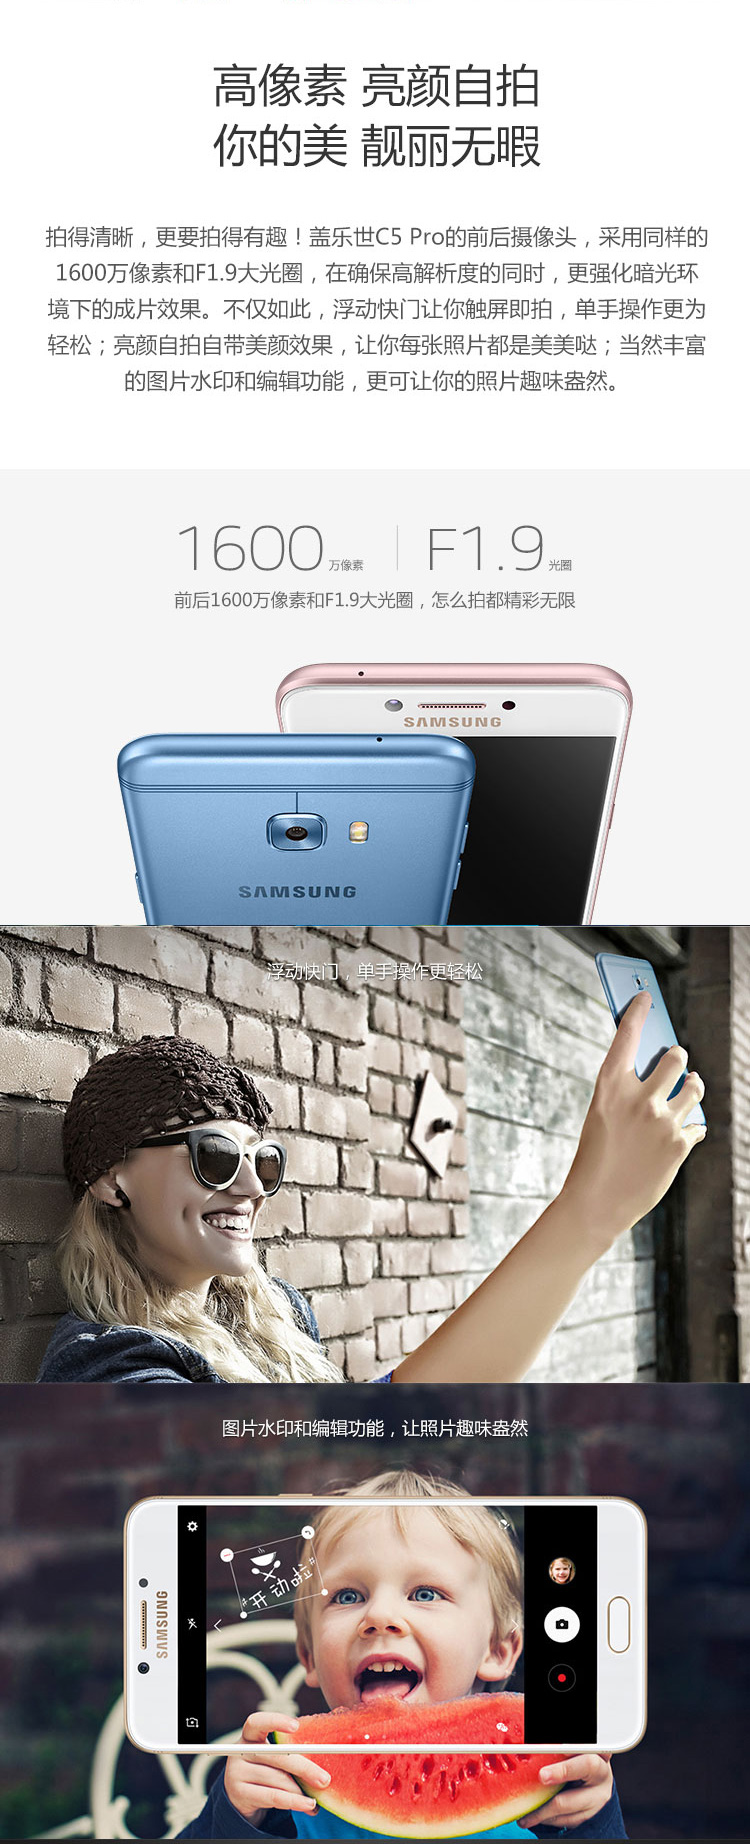 高像素 亮颜自拍
你的美 靓丽无暇
拍得清晰，更要拍得有趣！盖乐世C5 Pro的前后摄像头，采用同样的
1600万像素和F1.9大光圈，在确保高解析度的同时，更强化暗光环
境下的成片效果。不仅如此，浮动快门让你触屏即拍，单手操作更为
轻松；亮颜自拍自带美颜效果，让你每张照片都是美美哒；当然丰富
的图片水印和编辑功能，更可让你的照片趣味盎然。
1600万像素 F1.9光圈
前后1600万像素和F1.9大光圈，怎么拍都精彩无限
SAMSUNG
SAMSUNG
浮动快门，单手操作更轻松
图片水印和编辑功能，让照片趣味盎然
#开动啦#
SAMSUNG